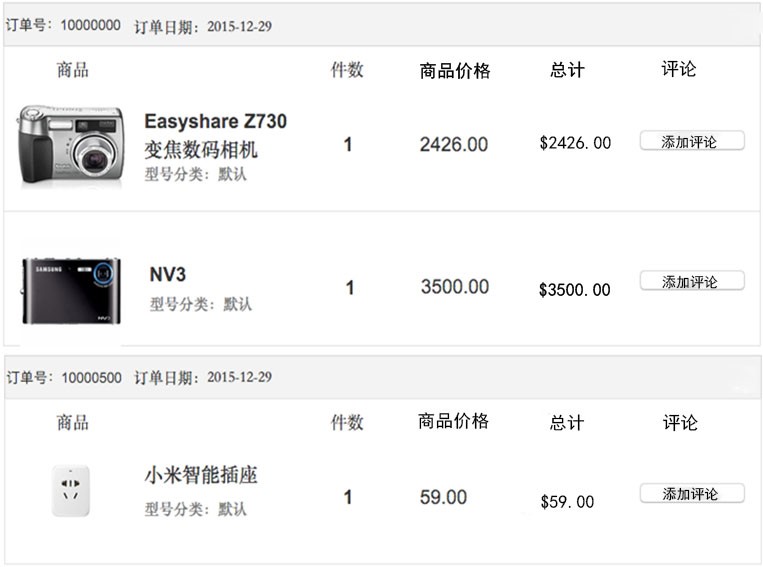 订单号：10000000 订单日期：2015-12-29
商品 件数 商品价格 总计 评论
Easyshare Z730
变焦数码相机 1 2426.00 $2426.00 添加评论
型号分类：默认
SAMSUNG
NV3 1 3500.00 $3500.00 添加评论
型号分类：默认
NV3
订单号：10000500 订单日期：2015-12-29
商品 件数 商品价格 总计 评论
小米智能插座
1 59.00 $59.00 添加评论
型号分类：默认